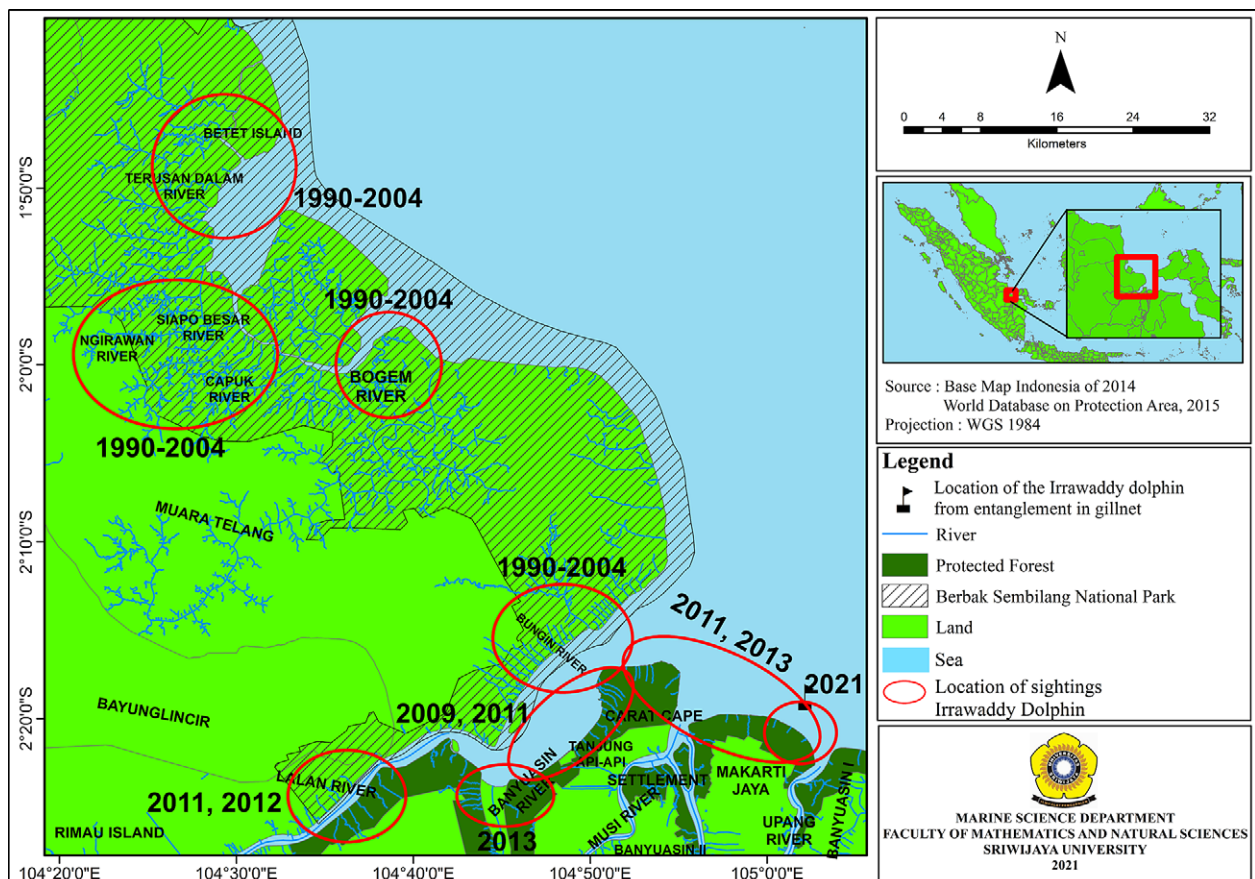 BETET ISLAND
TERUSAN DALAM
RIVER
1990-2004
1990-2004
SIAPO BESAR
RIVER
NGIRAWAN
RIVER
CAPUK
RIVER
BOGEM
RIVER
1990-2004
MUARA TELANG
1990-2004
BUNGIN RIVER
2011, 2013
2021
BAYUNGLINCIR
2009, 2011
CARAT CAPE
TANJUNG
API-API
LALAN RIVER
BANYUASIN
RIVER
SETTLEMENT
MAKARTI
JAYA
2011, 2012
RIMAU ISLAND
2013
MUSI RIVER
BANYUASIN II
UPANG
RIVER
BANYUASIN I
1°50'0"S
2°0'0"S
2°10'0"S
2°20'0"S
104°20'0"E 104°30'0"E 104°40'0"E 104°50'0"E 105°0'0"E
N
0 4 8 16 24 32
Kilometers
Source : Base Map Indonesia of 2014
World Database on Protection Area, 2015
Projection : WGS 1984
Legend
Location of the Irrawaddy dolphin
from entanglement in gillnet
River
Protected Forest
Berbak Sembilang National Park
Land
Sea
Location of sightings
Irrawaddy Dolphin
MARINE SCIENCE DEPARTMENT
FACULTY OF MATHEMATICS AND NATURAL SCIENCES
SRIWIJAYA UNIVERSITY
2021